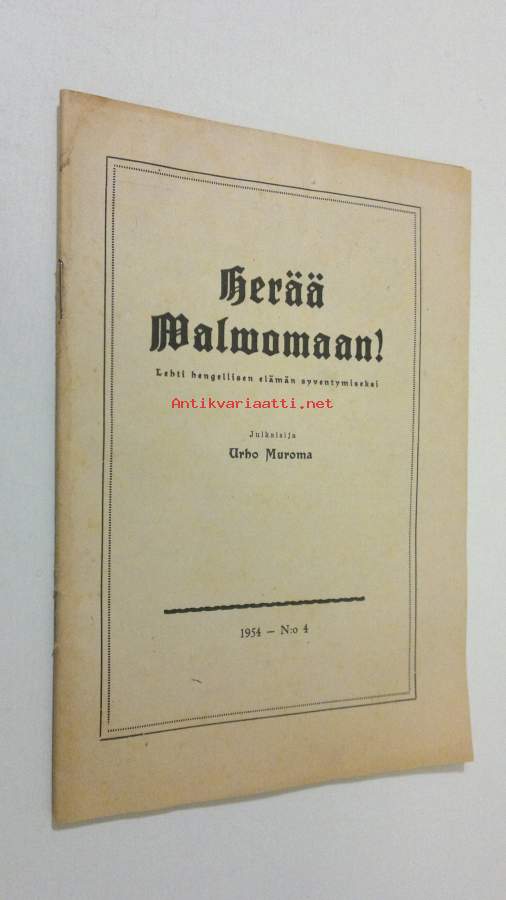 Herää
Walwomaan!
Lehti hengellisen elämän syventymiseksi
Antikvariaatti.net
Julkaisija
Urho Muroma
1954 — N:o 4